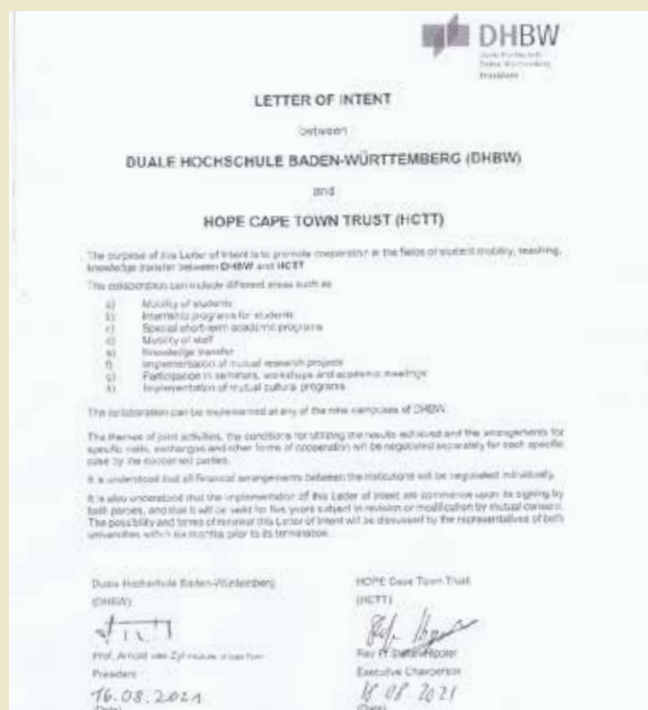 DHBW
Duale Hochschule
Baden-Württemberg
Präsidium
LETTER OF INTENT
between
DUALE HOCHSCHULE BADEN-WÜRTTEMBERG (DHBW)
and
HOPE CAPE TOWN TRUST (HCTT)
The purpose of this Letter of Intent is to promote cooperation in the fields of student mobility, teaching,
knowledge transfer between DHBW and HCTT
The collaboration can include different areas such as
a) Mobility of students
b) Internship programs for students
c) Special short-term academic programs
d) Mobility of staff
e) Knowledge transfer
f) Implementation of mutual research projects
g) Participation in seminars, workshops and academic meetings
h) Implementation of mutual cultural programs.
The collaboration can be implemented at any of the nine campuses of DHBW.
The themes of joint activities, the conditions for utilizing the results achieved and the arrangements for
specific visits, exchanges and other forms of cooperation will be negotiated separately for each specific
case by the concerned parties.
It is understood that all financial arrangements between the institutions will be negotiated individually.
It is also understood that the implementation of this Letter of Intent commence upon its signing by
both parties, and that it will be valid for five years subject to revision or modification by mutual consent.
The possibility and terms of renewal this Letter of Intent will be discussed by the representatives of both
universities within six months prior to its termination.
Duale Hochschule Baden-Württemberg
(DHBW)
Prof. Arnold van Zyl
President
16.08.2021
(Date)
HOPE Cape Town Trust
(HCTT)
Rev Fr Stefan Hippler
Executive Chairperson
18 08 2021
(Date)